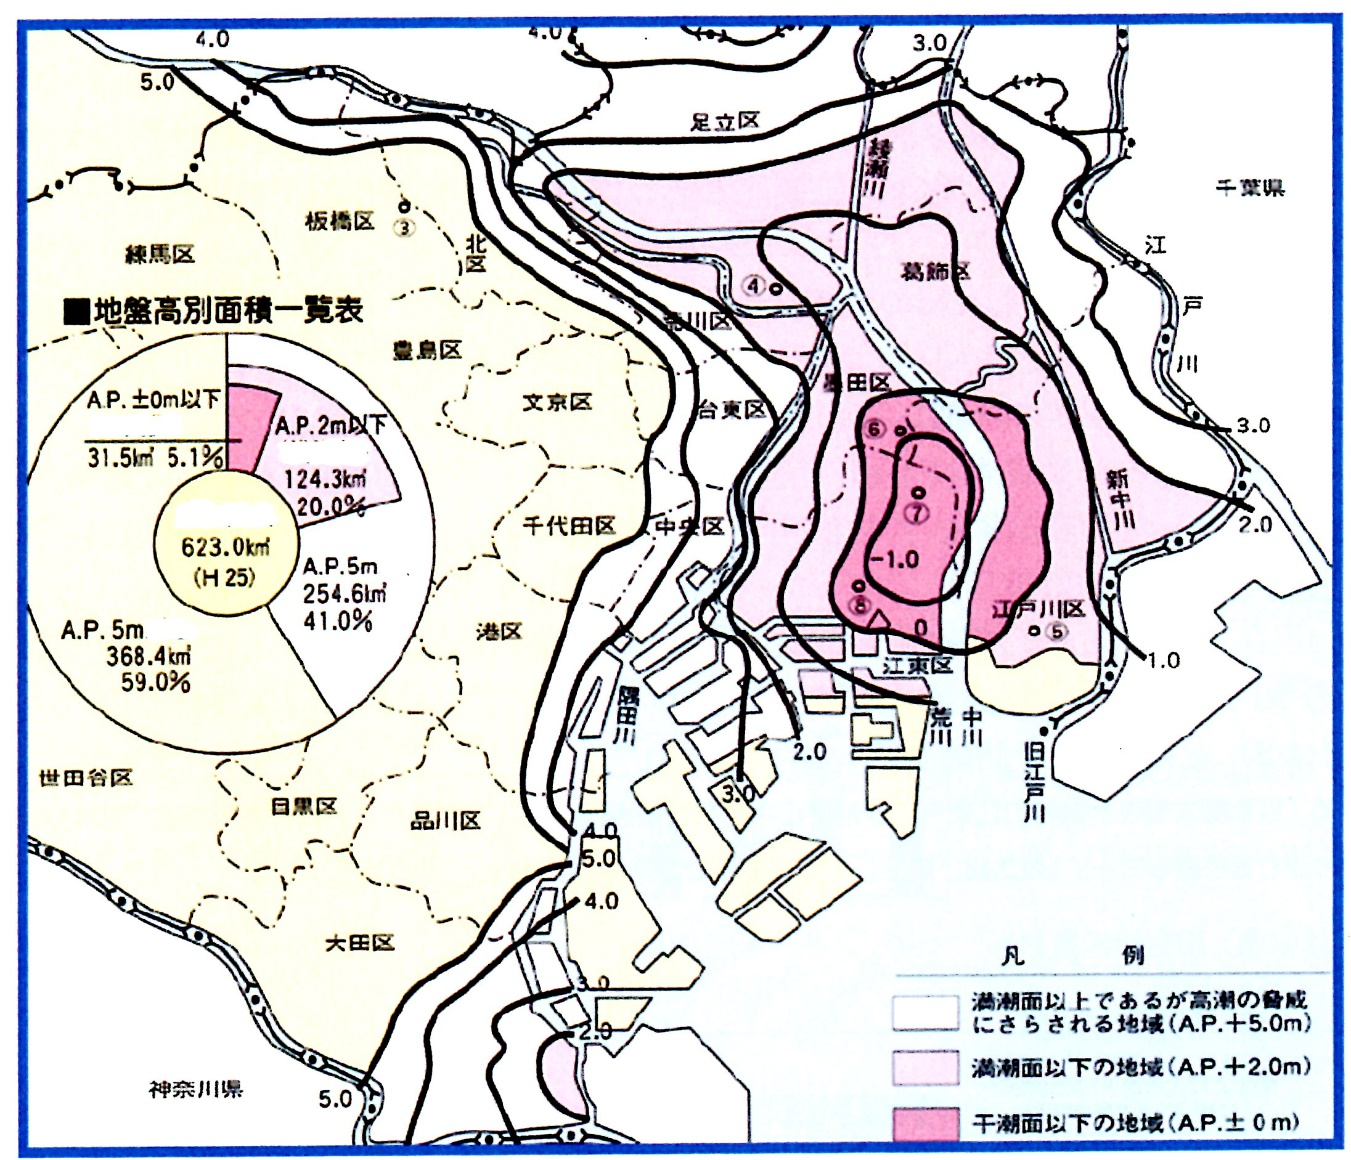 4.0
4.0
3.0
5.0
足立区
綾瀬川
千葉県
板橋区
③
北区
練馬区
江戸川
④
葛飾区
■地盤高別面積一覧表
荒川区
豊島区
墨田区
文京区
台東区
A.P.±0m以下
31.5k㎡ 5.1%
A.P.2m以下
124.3k㎡
20.0%
⑥
3.0
新中川
⑦
2.0
千代田区
中央区
623.0k㎡
(H25)
A.P.5m
254.6k㎡
41.0%
-1.0
⑧
江戸川区
⑤
0
A.P.5m
368.4k㎡
59.0%
港区
江東区
1.0
隅田川
荒川
中川
旧江戸川
2.0
3.0
世田谷区
目黒区
品川区
4.0
5.0
4.0
大田区
3.0
2.0
神奈川県
5.0
凡 例
満潮面以上であるが高潮の脅威
にさらされる地域(A.P.+5.0m)
満潮面以下の地域(A.P.+2.0m)
干潮面以下の地域(A.P.±0m)